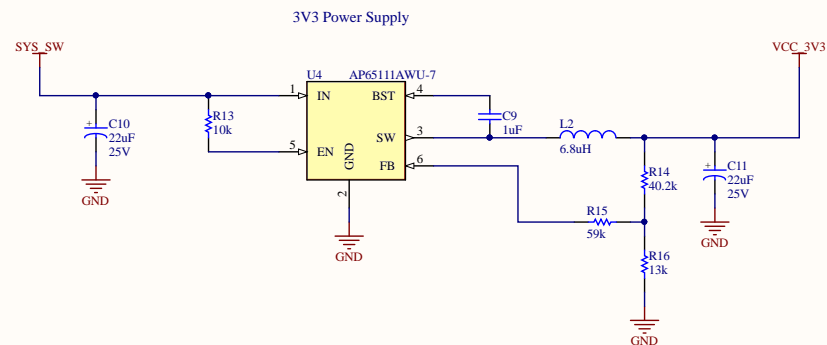 3V3 Power Supply
SYS_SW
VCC_3V3
U4
AP65111AWU-7
1
IN
BST
4
C10
22uF
25V
R13
10k
C9
1uF
L2
6.8uH
SW
3
5
EN
GND
FB
6
2
R14
40.2k
C11
22uF
25V
R15
59k
R16
13k
GND
GND
GND
GND